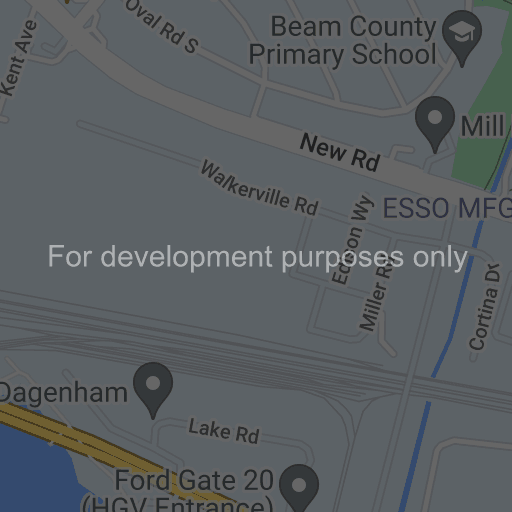 Kent Ave
Oval Rd S
Beam County
Primary School
Mill
New Rd
Walkerville Rd
ESSO MFG
Edison Wy
For development purposes only
Miller Rd
Cortina Dr
Dagenham
Lake Rd
Ford Gate 20
(HGV Entrance)